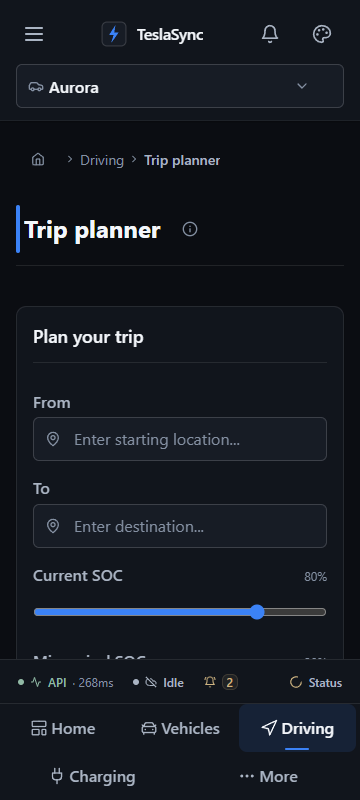 TeslaSync
Aurora
Driving Trip planner
Trip planner
Plan your trip
From
Enter starting location...
To
Enter destination...
Current SOC 80%
API · 268ms Idle 2 Status
Home Vehicles Driving
Charging More